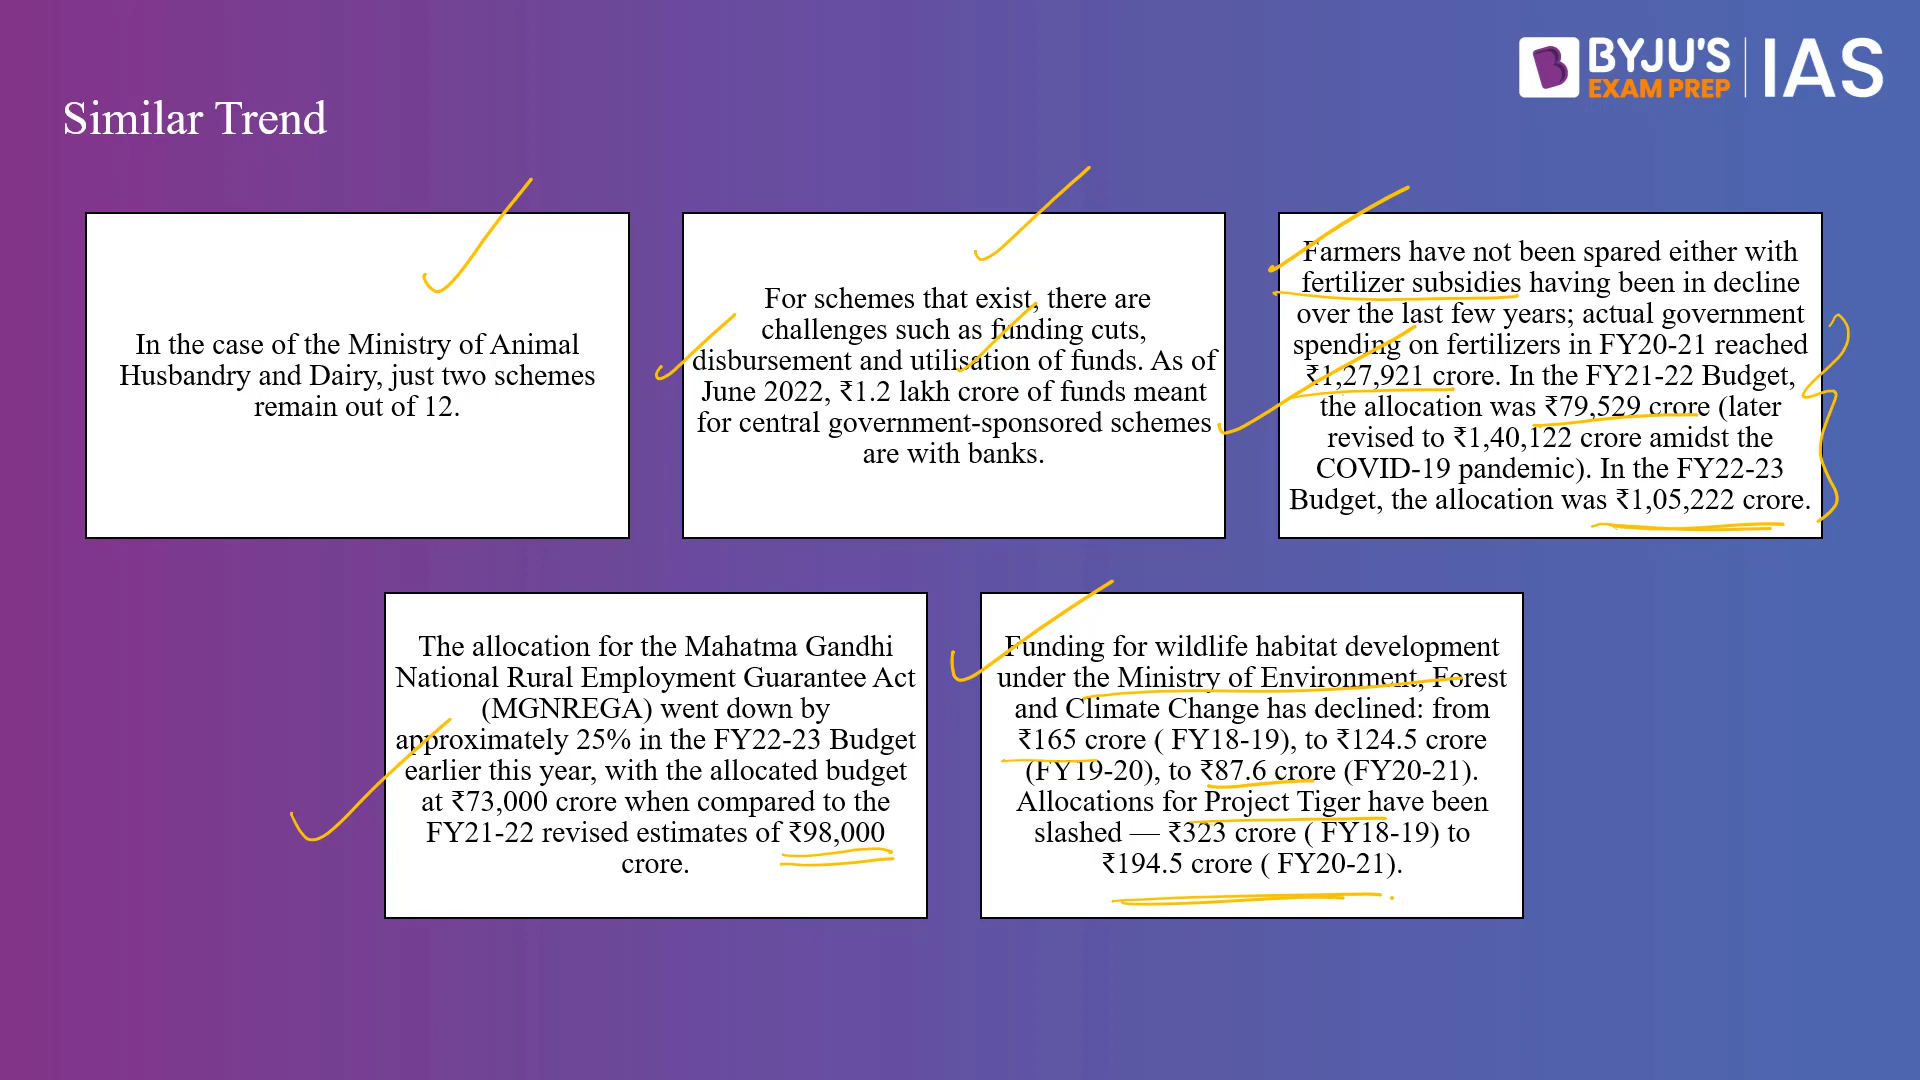 BYJU'S
EXAM PREP
IAS
Similar Trend
In the case of the Ministry of Animal
Husbandry and Dairy, just two schemes
remain out of 12.
For schemes that exist, there are
challenges such as funding cuts,
disbursement and utilisation of funds. As of
June 2022, ₹1.2 lakh crore of funds meant
for central government-sponsored schemes
are with banks.
Farmers have not been spared either with
fertilizer subsidies having been in decline
over the last few years; actual government
spending on fertilizers in FY20-21 reached
₹1,27,921 crore. In the FY21-22 Budget,
the allocation was ₹79,529 crore (later
revised to ₹1,40,122 crore amidst the
COVID-19 pandemic). In the FY22-23
Budget, the allocation was ₹1,05,222 crore.
The allocation for the Mahatma Gandhi
National Rural Employment Guarantee Act
(MGNREGA) went down by
approximately 25% in the FY22-23 Budget
earlier this year, with the allocated budget
at ₹73,000 crore when compared to the
FY21-22 revised estimates of ₹98,000
crore.
Funding for wildlife habitat development
under the Ministry of Environment, Forest
and Climate Change has declined: from
₹165 crore ( FY18-19), to ₹124.5 crore
(FY19-20), to ₹87.6 crore (FY20-21).
Allocations for Project Tiger have been
slashed — ₹323 crore ( FY18-19) to
₹194.5 crore ( FY20-21).